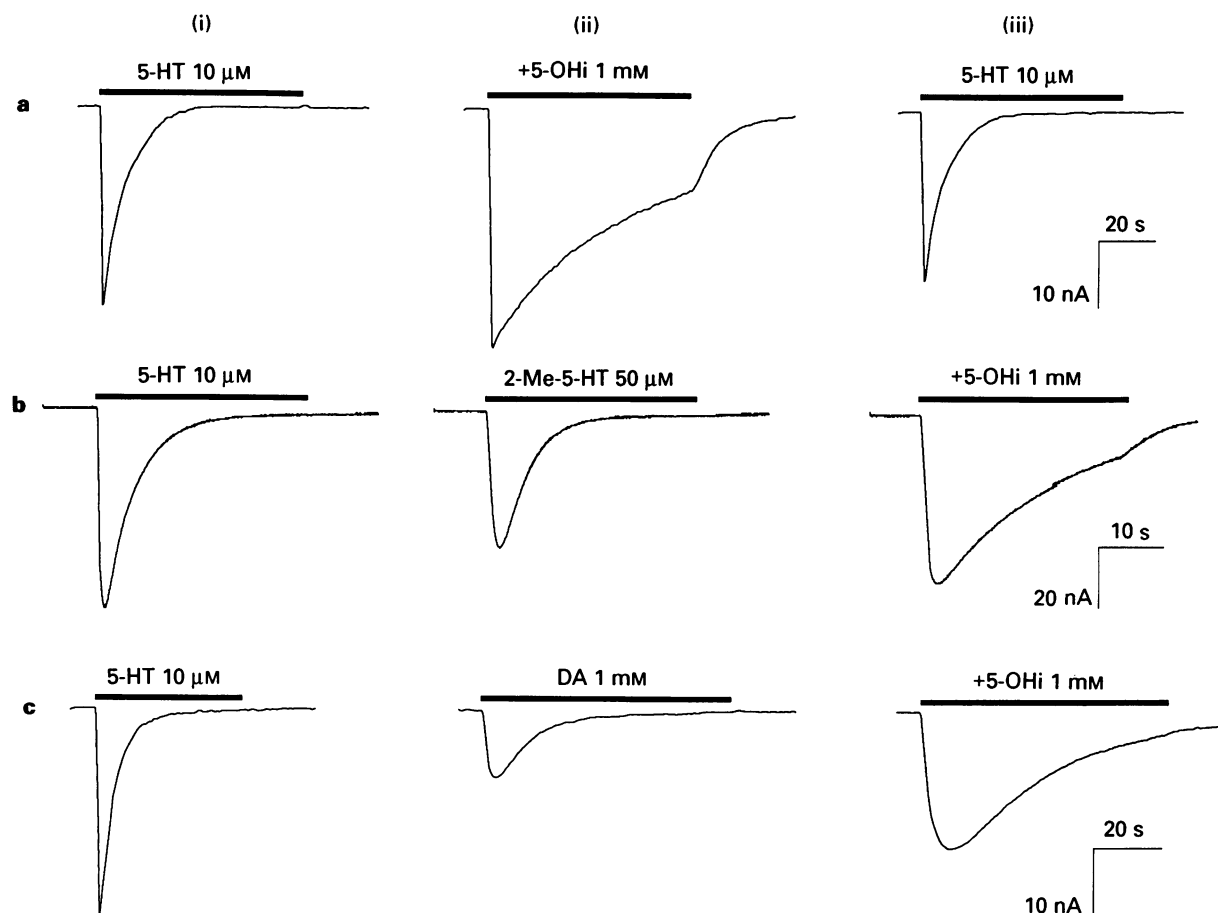 (i) (ii) (iii)
a
5-HT 10 µM
+5-OHi 1 mM
5-HT 10 µM
20 s
10 nA
b
5-HT 10 µM
2-Me-5-HT 50 µM
+5-OHi 1 mM
10 s
20 nA
c
5-HT 10 µM
DA 1 mM
+5-OHi 1 mM
20 s
10 nA